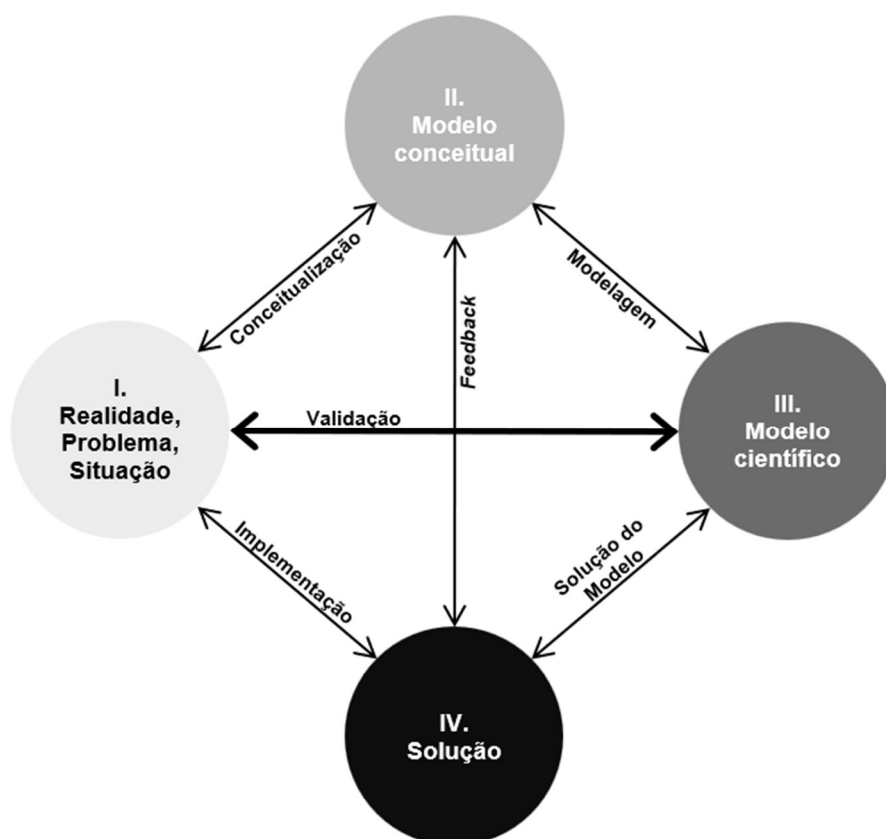 II.
Modelo
conceitual
Conceitualização
Modelagem
Feedback
I.
Realidade,
Problema,
Situação
Validação
III.
Modelo
científico
Implementação
Solução do
Modelo
IV.
Solução